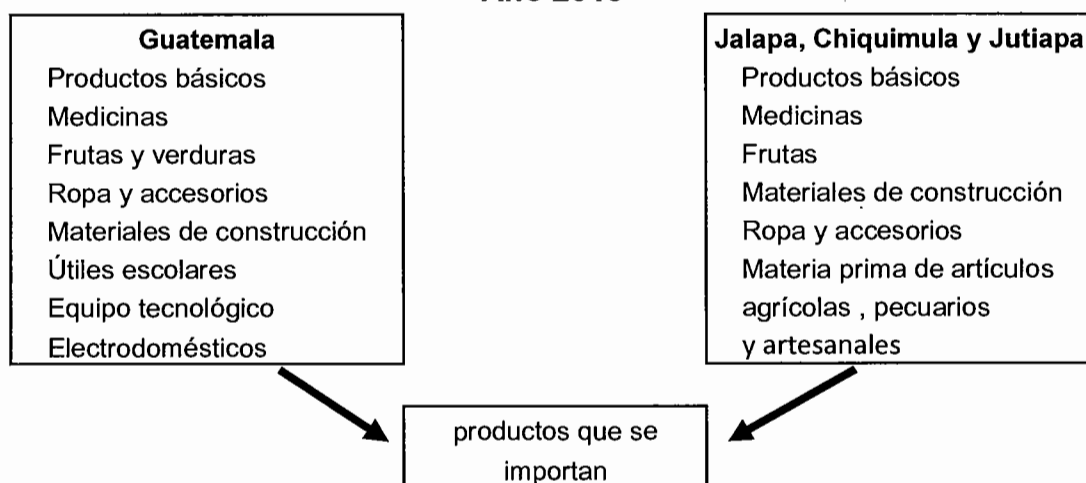 Guatemala
Productos básicos
Medicinas
Frutas y verduras
Ropa y accesorios
Materiales de construcción
Útiles escolares
Equipo tecnológico
Electrodomésticos
Jalapa, Chiquimula y Jutiapa
Productos básicos
Medicinas
Frutas
Materiales de construcción
Ropa y accesorios
Materia prima de artículos
agrícolas , pecuarios
y artesanales
productos que se
importan